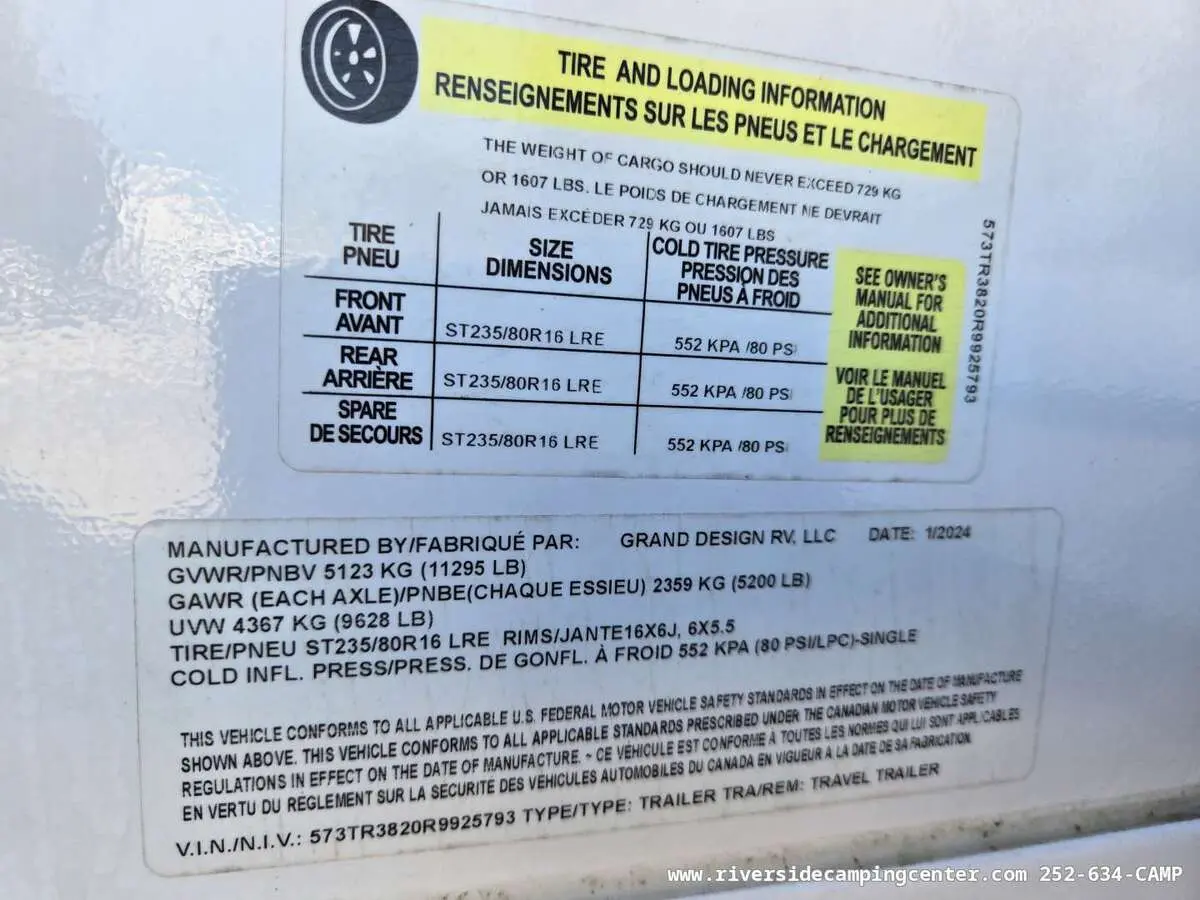 TIRE AND LOADING INFORMATION
RENSEIGNEMENTS SUR LES PNEUS ET LE CHARGEMENT
THE WEIGHT OF CARGO SHOULD NEVER EXCEED 729 KG
OR 1607 LBS. LE POIDS DE CHARGEMENT NE DEVRAIT
JAMAIS EXCÉDER 729 KG OU 1607 LBS
TIRE
PNEU
SIZE
DIMENSIONS
COLD TIRE PRESSURE
PRESSION DES
PNEUS À FROID
FRONT
AVANT
ST235/80R16 LRE
552 KPA /80 PSI
REAR
ARRIÈRE
ST235/80R16 LRE
552 KPA /80 PSI
SPARE
DE SECOURS
ST235/80R16 LRE
552 KPA /80 PSI
SEE OWNER'S
MANUAL FOR
ADDITIONAL
INFORMATION
VOIR LE MANUEL
DE L'USAGER
POUR PLUS DE
RENSEIGNEMENTS
573TR3820R9925793
MANUFACTURED BY/FABRIQUÉ PAR: GRAND DESIGN RV, LLC DATE: 1/2024
GVWR/PNBV 5123 KG (11295 LB)
GAWR (EACH AXLE)/PNBE(CHAQUE ESSIEU) 2359 KG (5200 LB)
UVW 4367 KG (9628 LB)
TIRE/PNEU ST235/80R16 LRE RIMS/JANTE16X6J, 6X5.5
COLD INFL. PRESS/PRESS. DE GONFL. À FROID 552 KPA (80 PSI/LPC)-SINGLE
THIS VEHICLE CONFORMS TO ALL APPLICABLE U.S. FEDERAL MOTOR VEHICLE SAFETY STANDARDS IN EFFECT ON THE DATE OF MANUFACTURE
SHOWN ABOVE. THIS VEHICLE CONFORMS TO ALL APPLICABLE STANDARDS PRESCRIBED UNDER THE CANADIAN MOTOR VEHICLE SAFETY
REGULATIONS IN EFFECT ON THE DATE OF MANUFACTURE. - CE VÉHICULE EST CONFORME À TOUTES LES NORMES QUI LUI SONT APPLICABLES
EN VERTU DU RÈGLEMENT SUR LA SÉCURITÉ DES VÉHICULES AUTOMOBILES DU CANADA EN VIGUEUR À LA DATE DE SA FABRICATION.
V.I.N./N.I.V.: 573TR3820R9925793 TYPE/TYPE: TRAILER TRA/REM: TRAVEL TRAILER
www.riversidecampingcenter.com 252-634-CAMP